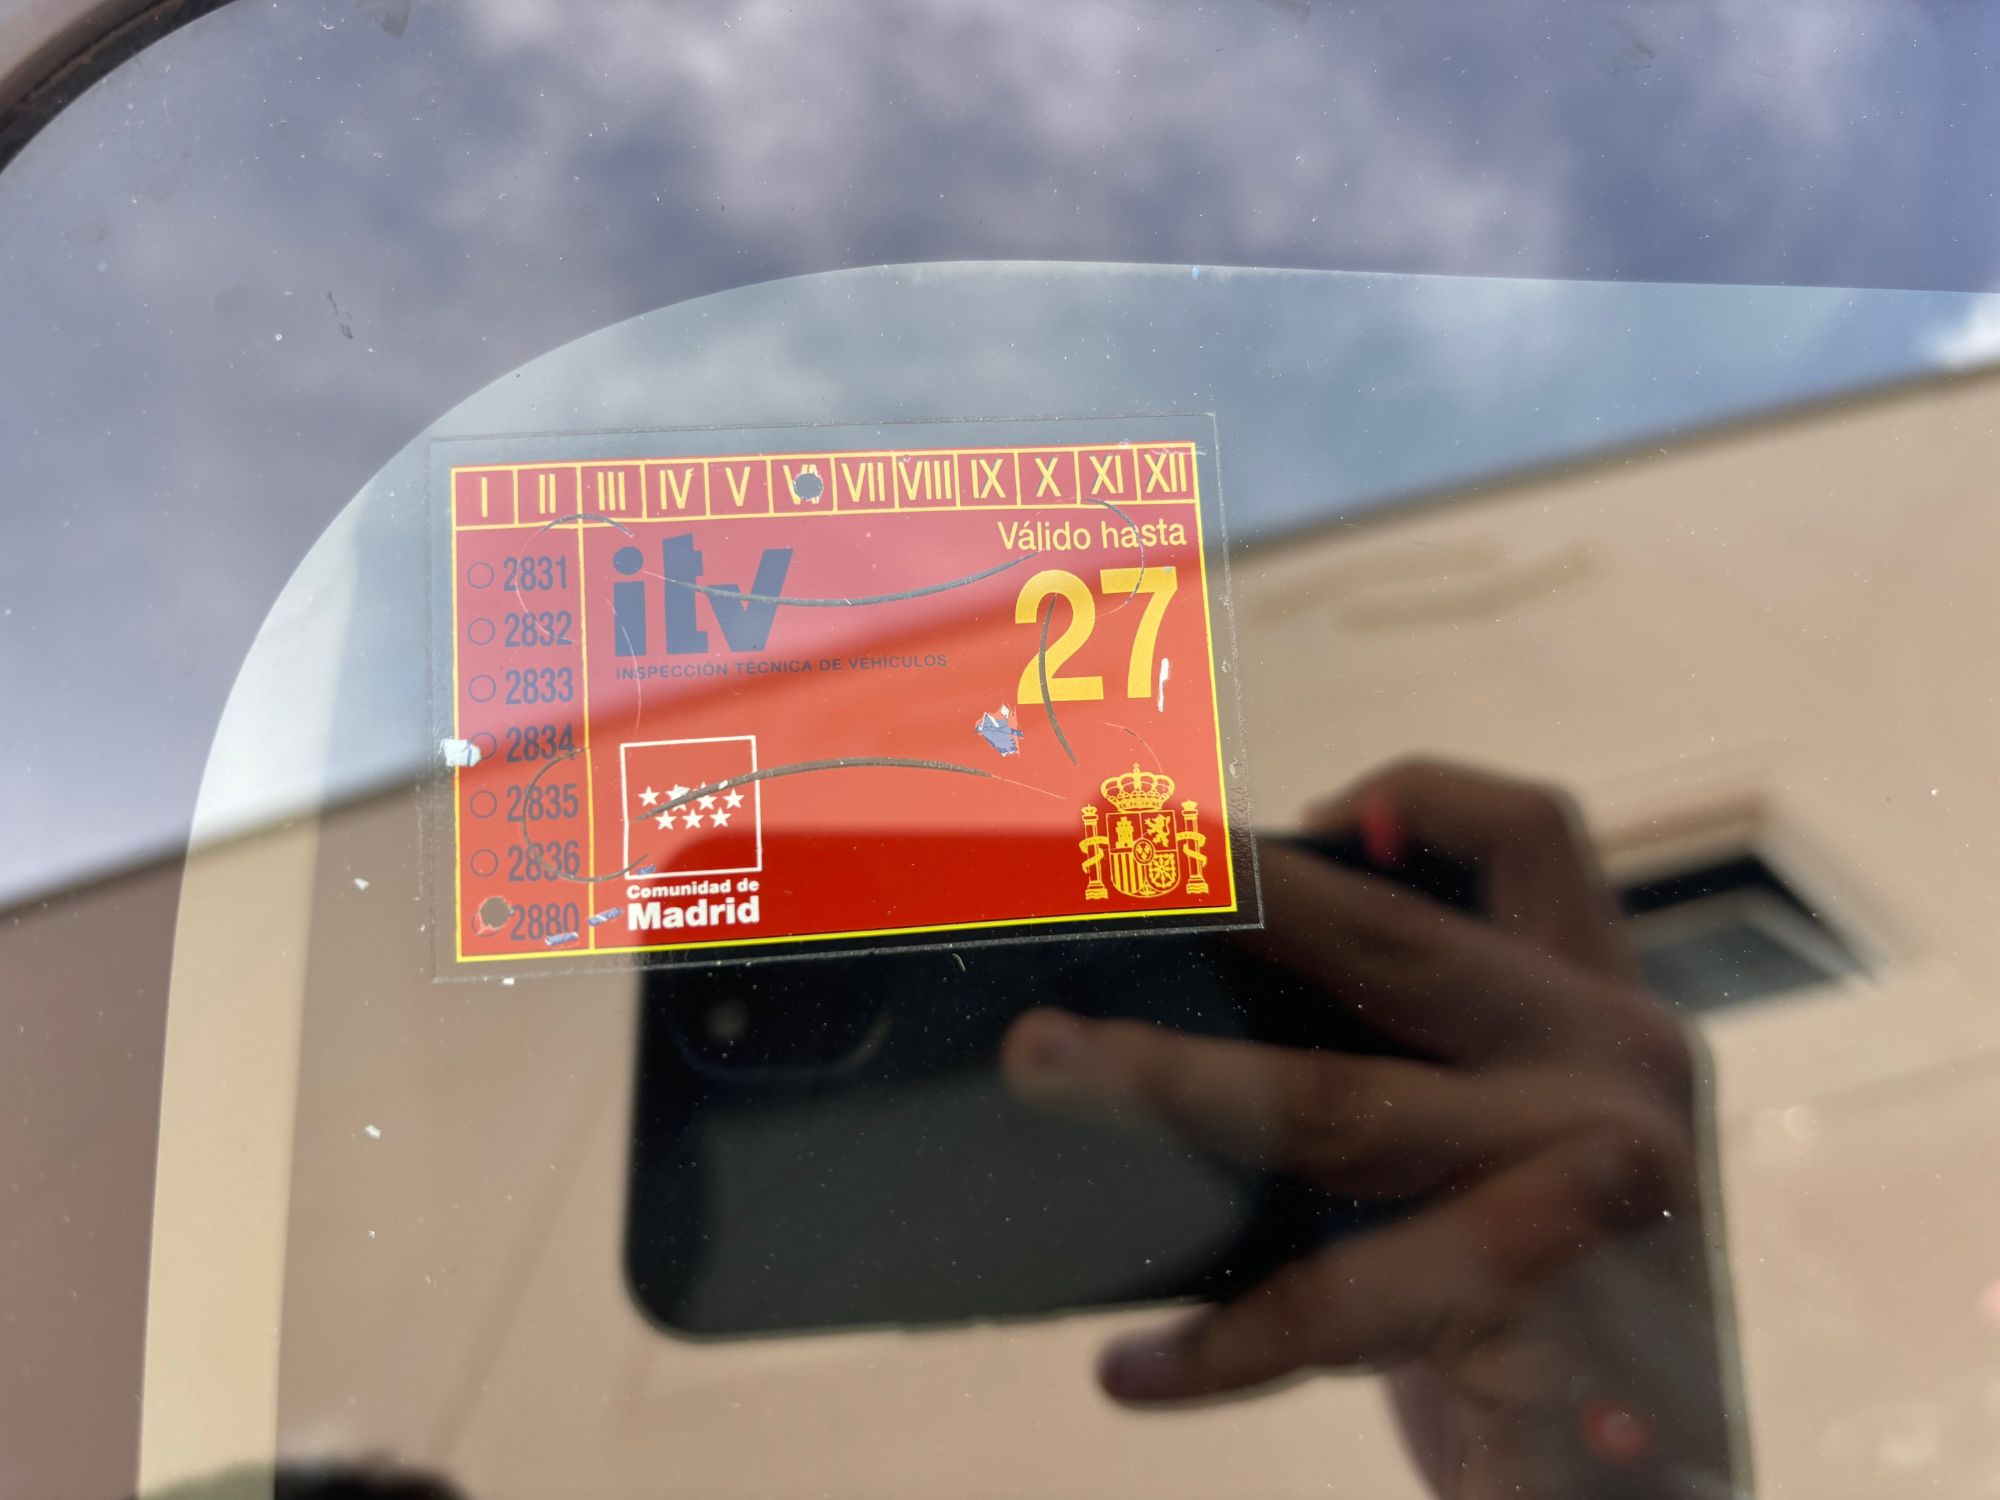 I II III IV V VI VII VIII IX X XI XII
Válido hasta
27
itv
INSPECCIÓN TÉCNICA DE VEHÍCULOS
2831
2832
2833
2834
2835
2836
2880
Comunidad de
Madrid